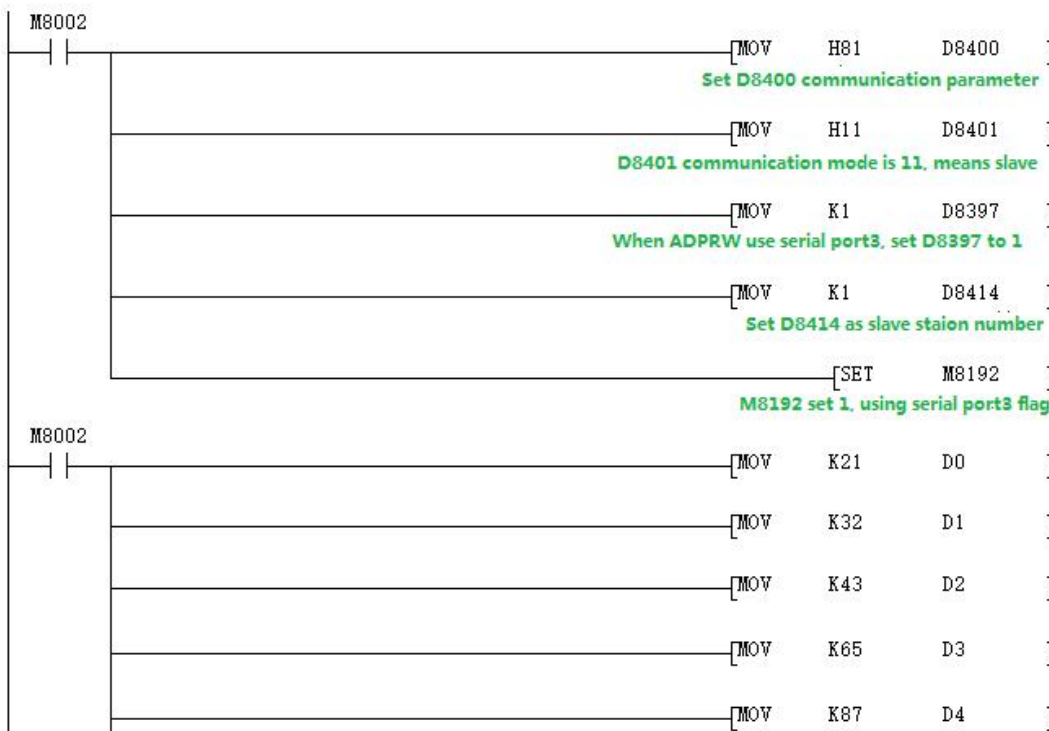 M8002
[MOV H81 D8400 ]
Set D8400 communication parameter
[MOV H11 D8401 ]
D8401 communication mode is 11, means slave
[MOV K1 D8397 ]
When ADPRW use serial port3, set D8397 to 1
[MOV K1 D8414 ]
Set D8414 as slave staion number
[SET M8192 ]
M8192 set 1, using serial port3 flag
M8002
[MOV K21 D0 ]
[MOV K32 D1 ]
[MOV K43 D2 ]
[MOV K65 D3 ]
[MOV K87 D4 ]